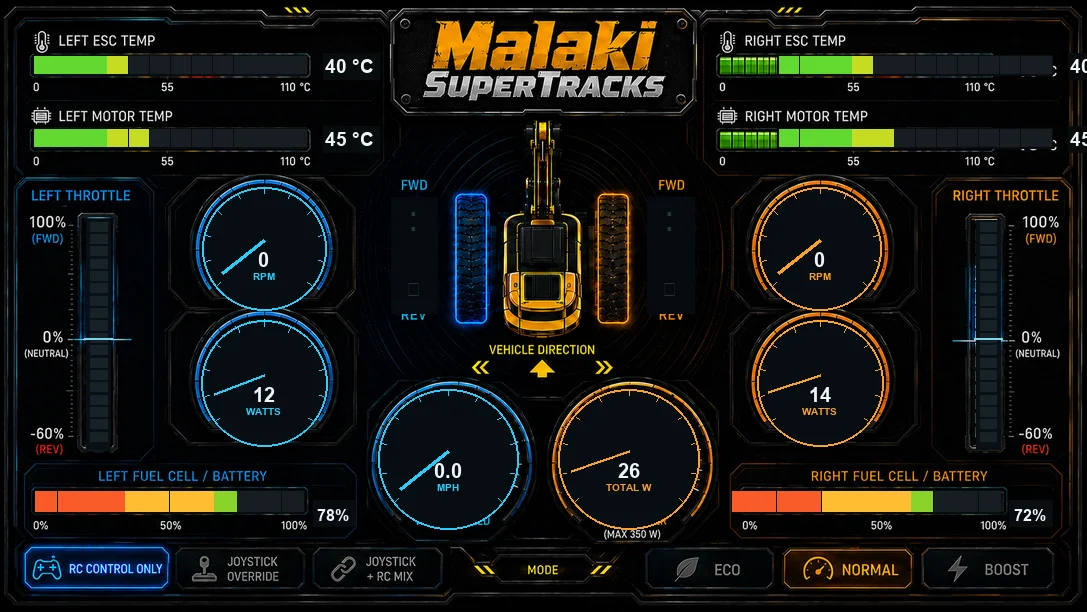 Malaki
SUPERTRACKS
LEFT ESC TEMP
40 °C
0 55 110 °C
LEFT MOTOR TEMP
45 °C
0 55 110 °C
RIGHT ESC TEMP
40
0 55 110 °C
RIGHT MOTOR TEMP
45
0 55 110 °C
LEFT THROTTLE
100%
(FWD)
0%
(NEUTRAL)
-60%
(REV)
0
RPM
12
WATTS
FWD
REV
FWD
REV
VEHICLE DIRECTION
0
RPM
14
WATTS
RIGHT THROTTLE
100%
(FWD)
0%
(NEUTRAL)
-60%
(REV)
0.0
MPH
26
TOTAL W
(MAX 350 W)
LEFT FUEL CELL / BATTERY
78%
0% 50% 100%
RIGHT FUEL CELL / BATTERY
72%
0% 50% 100%
RC CONTROL ONLY
JOYSTICK
OVERRIDE
JOYSTICK
+ RC MIX
MODE
ECO
NORMAL
BOOST